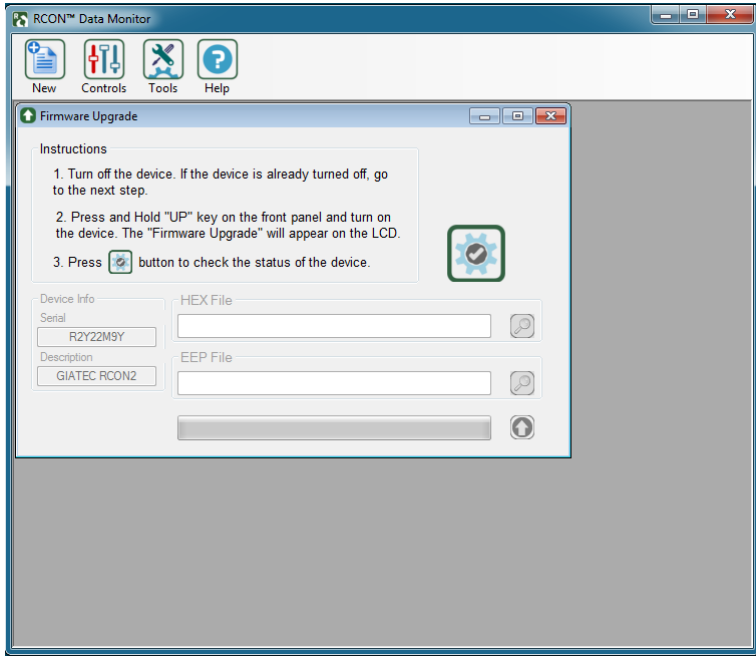 RCON™ Data Monitor
New Controls Tools Help
Firmware Upgrade
Instructions
1. Turn off the device. If the device is already turned off, go
to the next step.
2. Press and Hold "UP" key on the front panel and turn on
the device. The "Firmware Upgrade" will appear on the LCD.
3. Press button to check the status of the device.
Device Info
Serial
R2Y22M9Y
Description
GIATEC RCON2
HEX File
EEP File